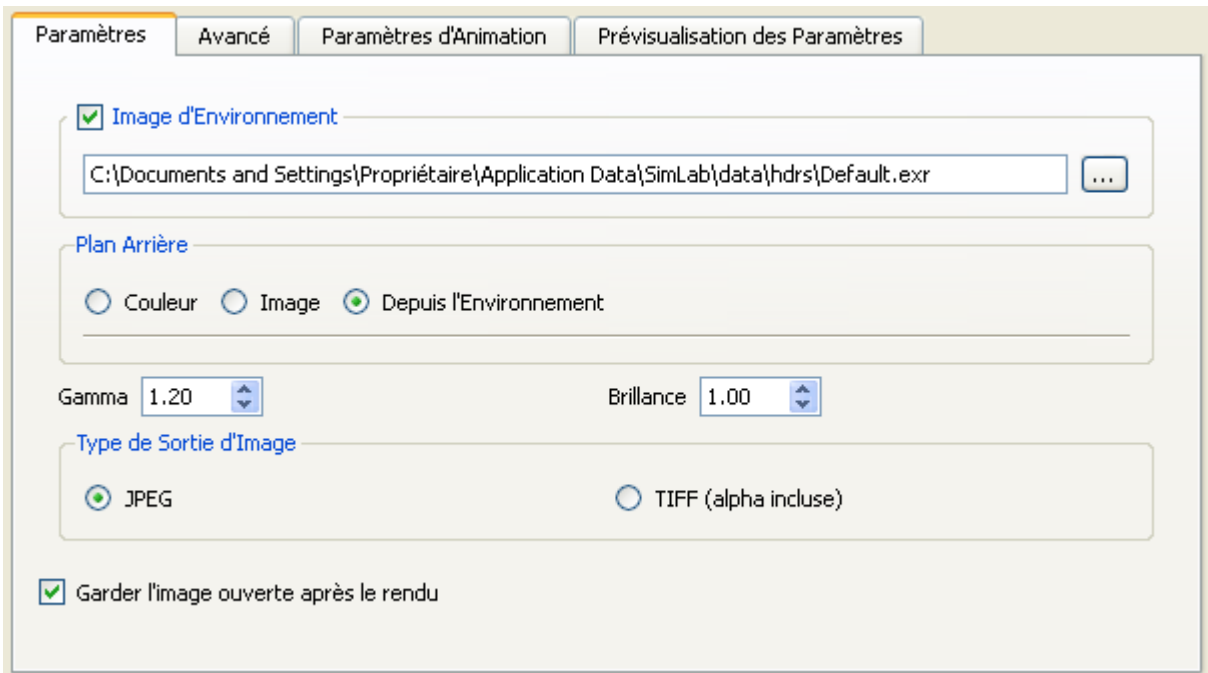 Paramètres Avancé Paramètres d'Animation Prévisualisation des Paramètres
Image d'Environnement
C:\Documents and Settings\Propriétaire\Application Data\SimLab\data\hdrs\Default.exr ...
Plan Arrière
Couleur Image Depuis l'Environnement
Gamma 1.20 Brillance 1.00
Type de Sortie d'Image
JPEG TIFF (alpha incluse)
Garder l'image ouverte après le rendu